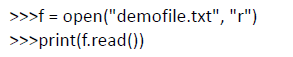 >>>f = open("demofile.txt", "r")
>>>print(f.read())